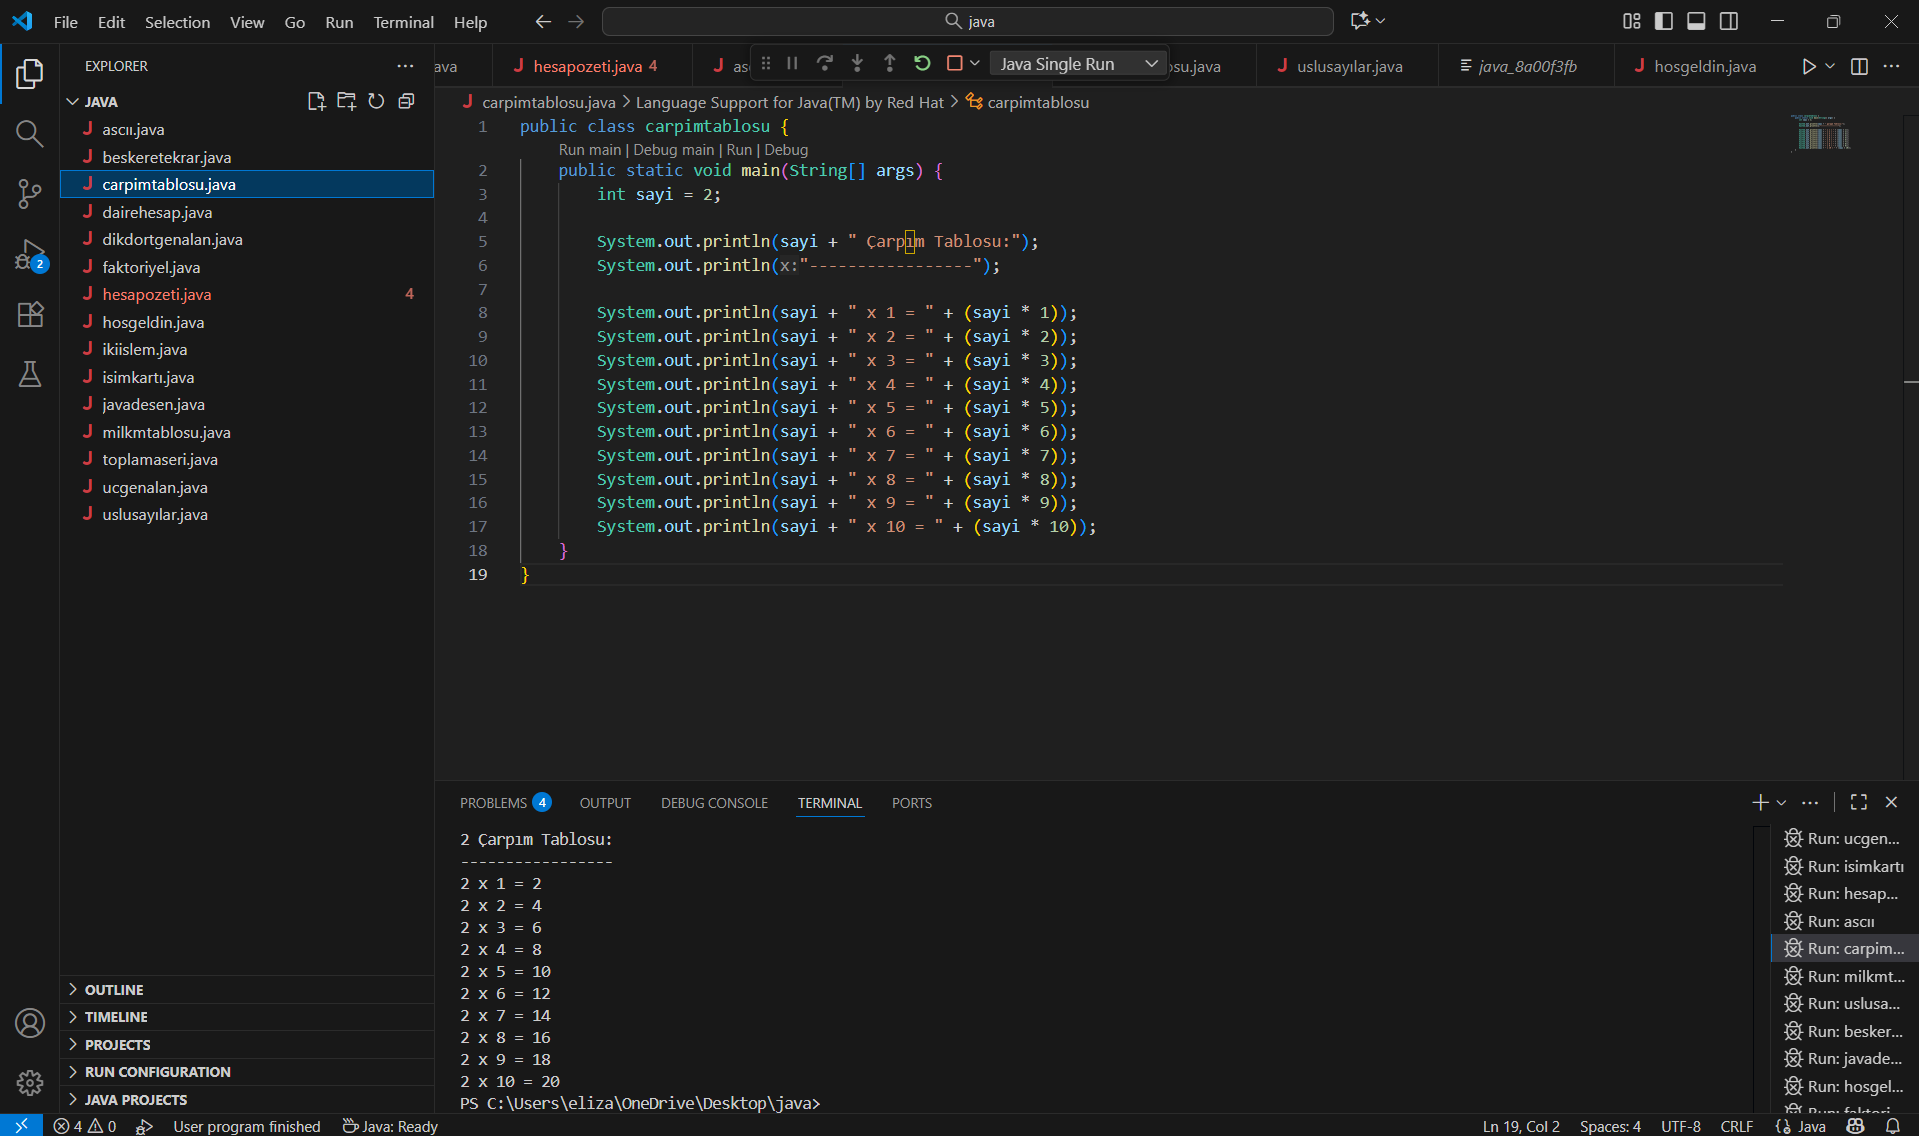 File Edit Selection View Go Run Terminal Help
java
EXPLORER
JAVA
ascıı.java
beskeretekrar.java
carpimtablosu.java
dairehesap.java
dikdortgenalan.java
faktoriyel.java
hesapozeti.java 4
hosgeldin.java
ikiislem.java
isimkartı.java
javadesen.java
milkmtablosu.java
toplamaseri.java
ucgenalan.java
uslusayılar.java
OUTLINE
TIMELINE
PROJECTS
RUN CONFIGURATION
JAVA PROJECTS
2
ava hesapozeti.java 4 as Java Single Run osu.java uslusayılar.java java_8a00f3fb hosgeldin.java
carpimtablosu.java > Language Support for Java(TM) by Red Hat > carpimtablosu
1 public class carpimtablosu {
Run main | Debug main | Run | Debug
2 public static void main(String[] args) {
3 int sayi = 2;
4
5 System.out.println(sayi + " Çarpım Tablosu:");
6 System.out.println(x:"-----------------");
7
8 System.out.println(sayi + " x 1 = " + (sayi * 1));
9 System.out.println(sayi + " x 2 = " + (sayi * 2));
10 System.out.println(sayi + " x 3 = " + (sayi * 3));
11 System.out.println(sayi + " x 4 = " + (sayi * 4));
12 System.out.println(sayi + " x 5 = " + (sayi * 5));
13 System.out.println(sayi + " x 6 = " + (sayi * 6));
14 System.out.println(sayi + " x 7 = " + (sayi * 7));
15 System.out.println(sayi + " x 8 = " + (sayi * 8));
16 System.out.println(sayi + " x 9 = " + (sayi * 9));
17 System.out.println(sayi + " x 10 = " + (sayi * 10));
18 }
19 }
PROBLEMS 4 OUTPUT DEBUG CONSOLE TERMINAL PORTS
2 Çarpım Tablosu:
-----------------
2 x 1 = 2
2 x 2 = 4
2 x 3 = 6
2 x 4 = 8
2 x 5 = 10
2 x 6 = 12
2 x 7 = 14
2 x 8 = 16
2 x 9 = 18
2 x 10 = 20
PS C:\Users\eliza\OneDrive\Desktop\java>
Run: ucgen...
Run: isimkartı
Run: hesap...
Run: ascıı
Run: carpim...
Run: milkmt...
Run: uslusa...
Run: besker...
Run: javade...
Run: hosgel...
4 0 User program finished Java: Ready Ln 19, Col 2 Spaces: 4 UTF-8 CRLF Java